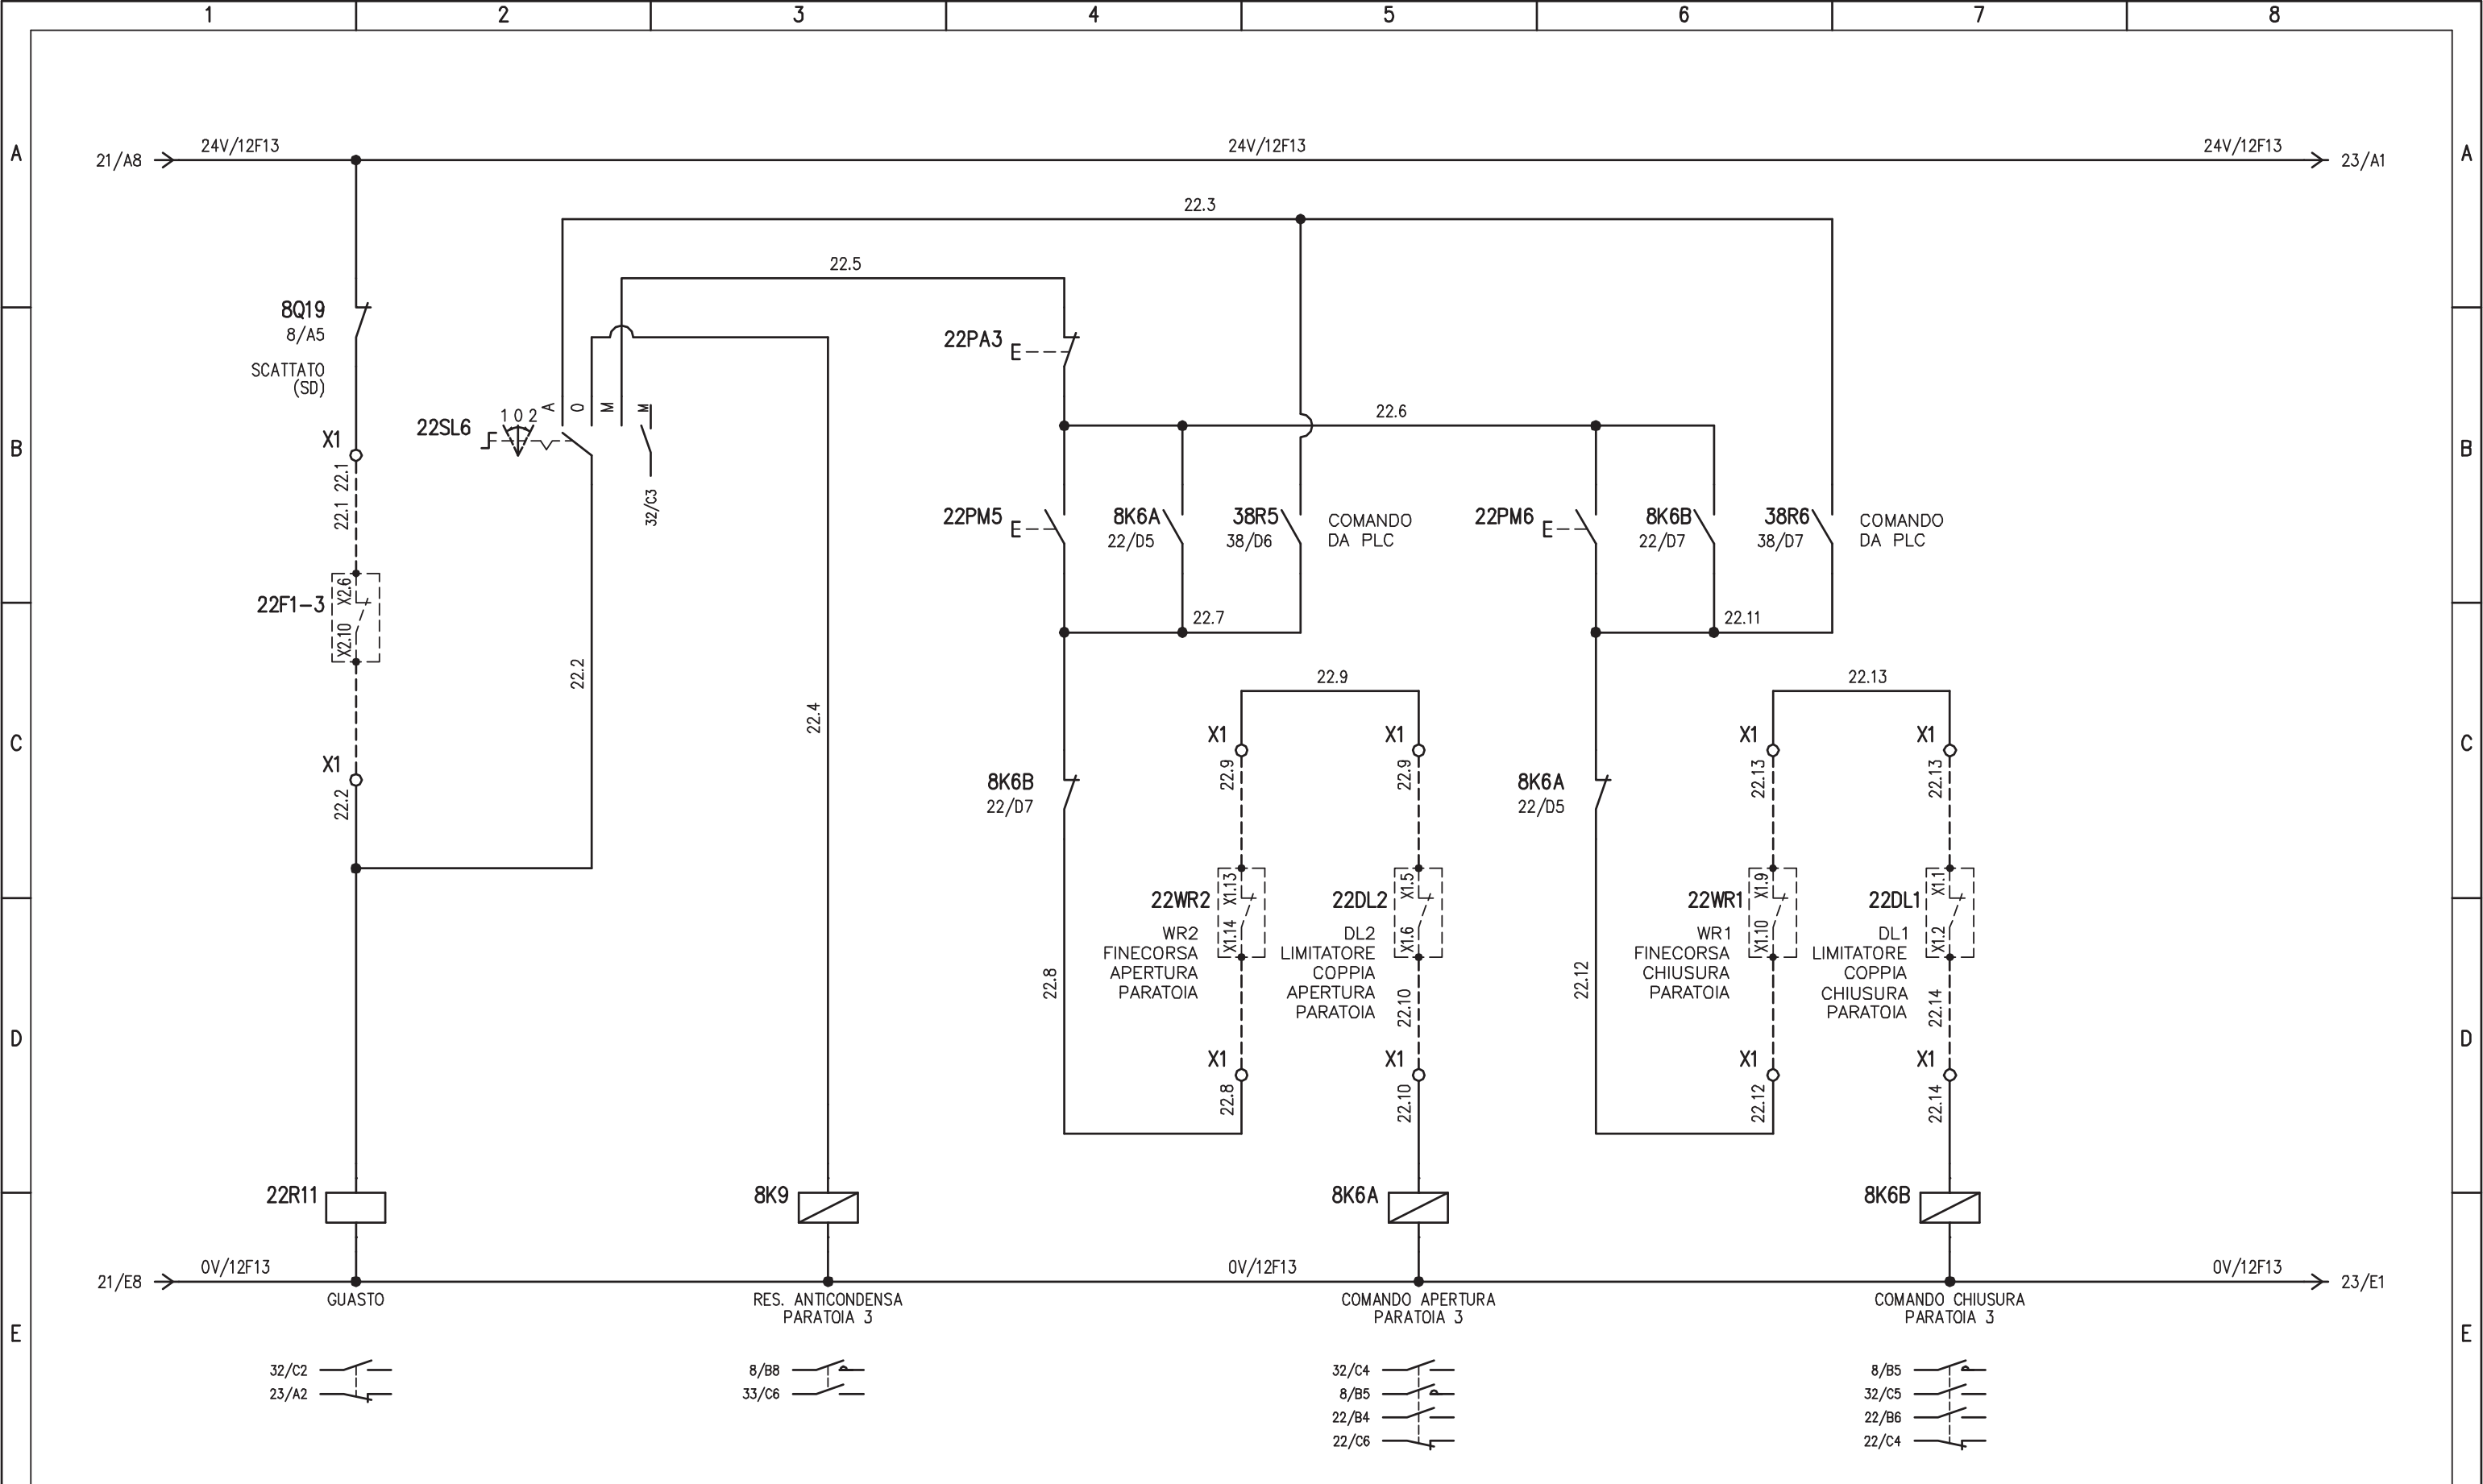 1 2 3 4 5 6 7 8
A A
21/A8 24V/12F13 24V/12F13 24V/12F13 23/A1
22.3
22.5
8Q19
8/A5
SCATTATO
(SD)
22PA3
E
22SL6
1 0 2
A
0
M
M
32/C3
22.6
B B
X1
22.1
22.1
22PM5
E
8K6A
22/D5
38R5
38/D6
COMANDO
DA PLC
22PM6
E
8K6B
22/D7
38R6
38/D7
COMANDO
DA PLC
22F1-3
X2.6
X2.10
22.7
22.11
22.2
22.4
22.9
22.13
C C
X1
22.2
8K6B
22/D7
X1
22.9
X1
22.9
8K6A
22/D5
X1
22.13
X1
22.13
22.8
22WR2
X1.13
X1.14
WR2
FINECORSA
APERTURA
PARATOIA
22DL2
X1.5
X1.6
DL2
LIMITATORE
COPPIA
APERTURA
PARATOIA
22.10
22.12
22WR1
X1.9
X1.10
WR1
FINECORSA
CHIUSURA
PARATOIA
22DL1
X1.1
X1.2
DL1
LIMITATORE
COPPIA
CHIUSURA
PARATOIA
22.14
D D
X1
22.8
X1
22.10
X1
22.12
X1
22.14
22R11
8K9
8K6A
8K6B
21/E8 0V/12F13 0V/12F13 0V/12F13 23/E1
GUASTO
RES. ANTICONDENSA
PARATOIA 3
COMANDO APERTURA
PARATOIA 3
COMANDO CHIUSURA
PARATOIA 3
E E
32/C2
23/A2
8/B8
33/C6
32/C4
8/B5
22/B4
22/C6
8/B5
32/C5
22/B6
22/C4